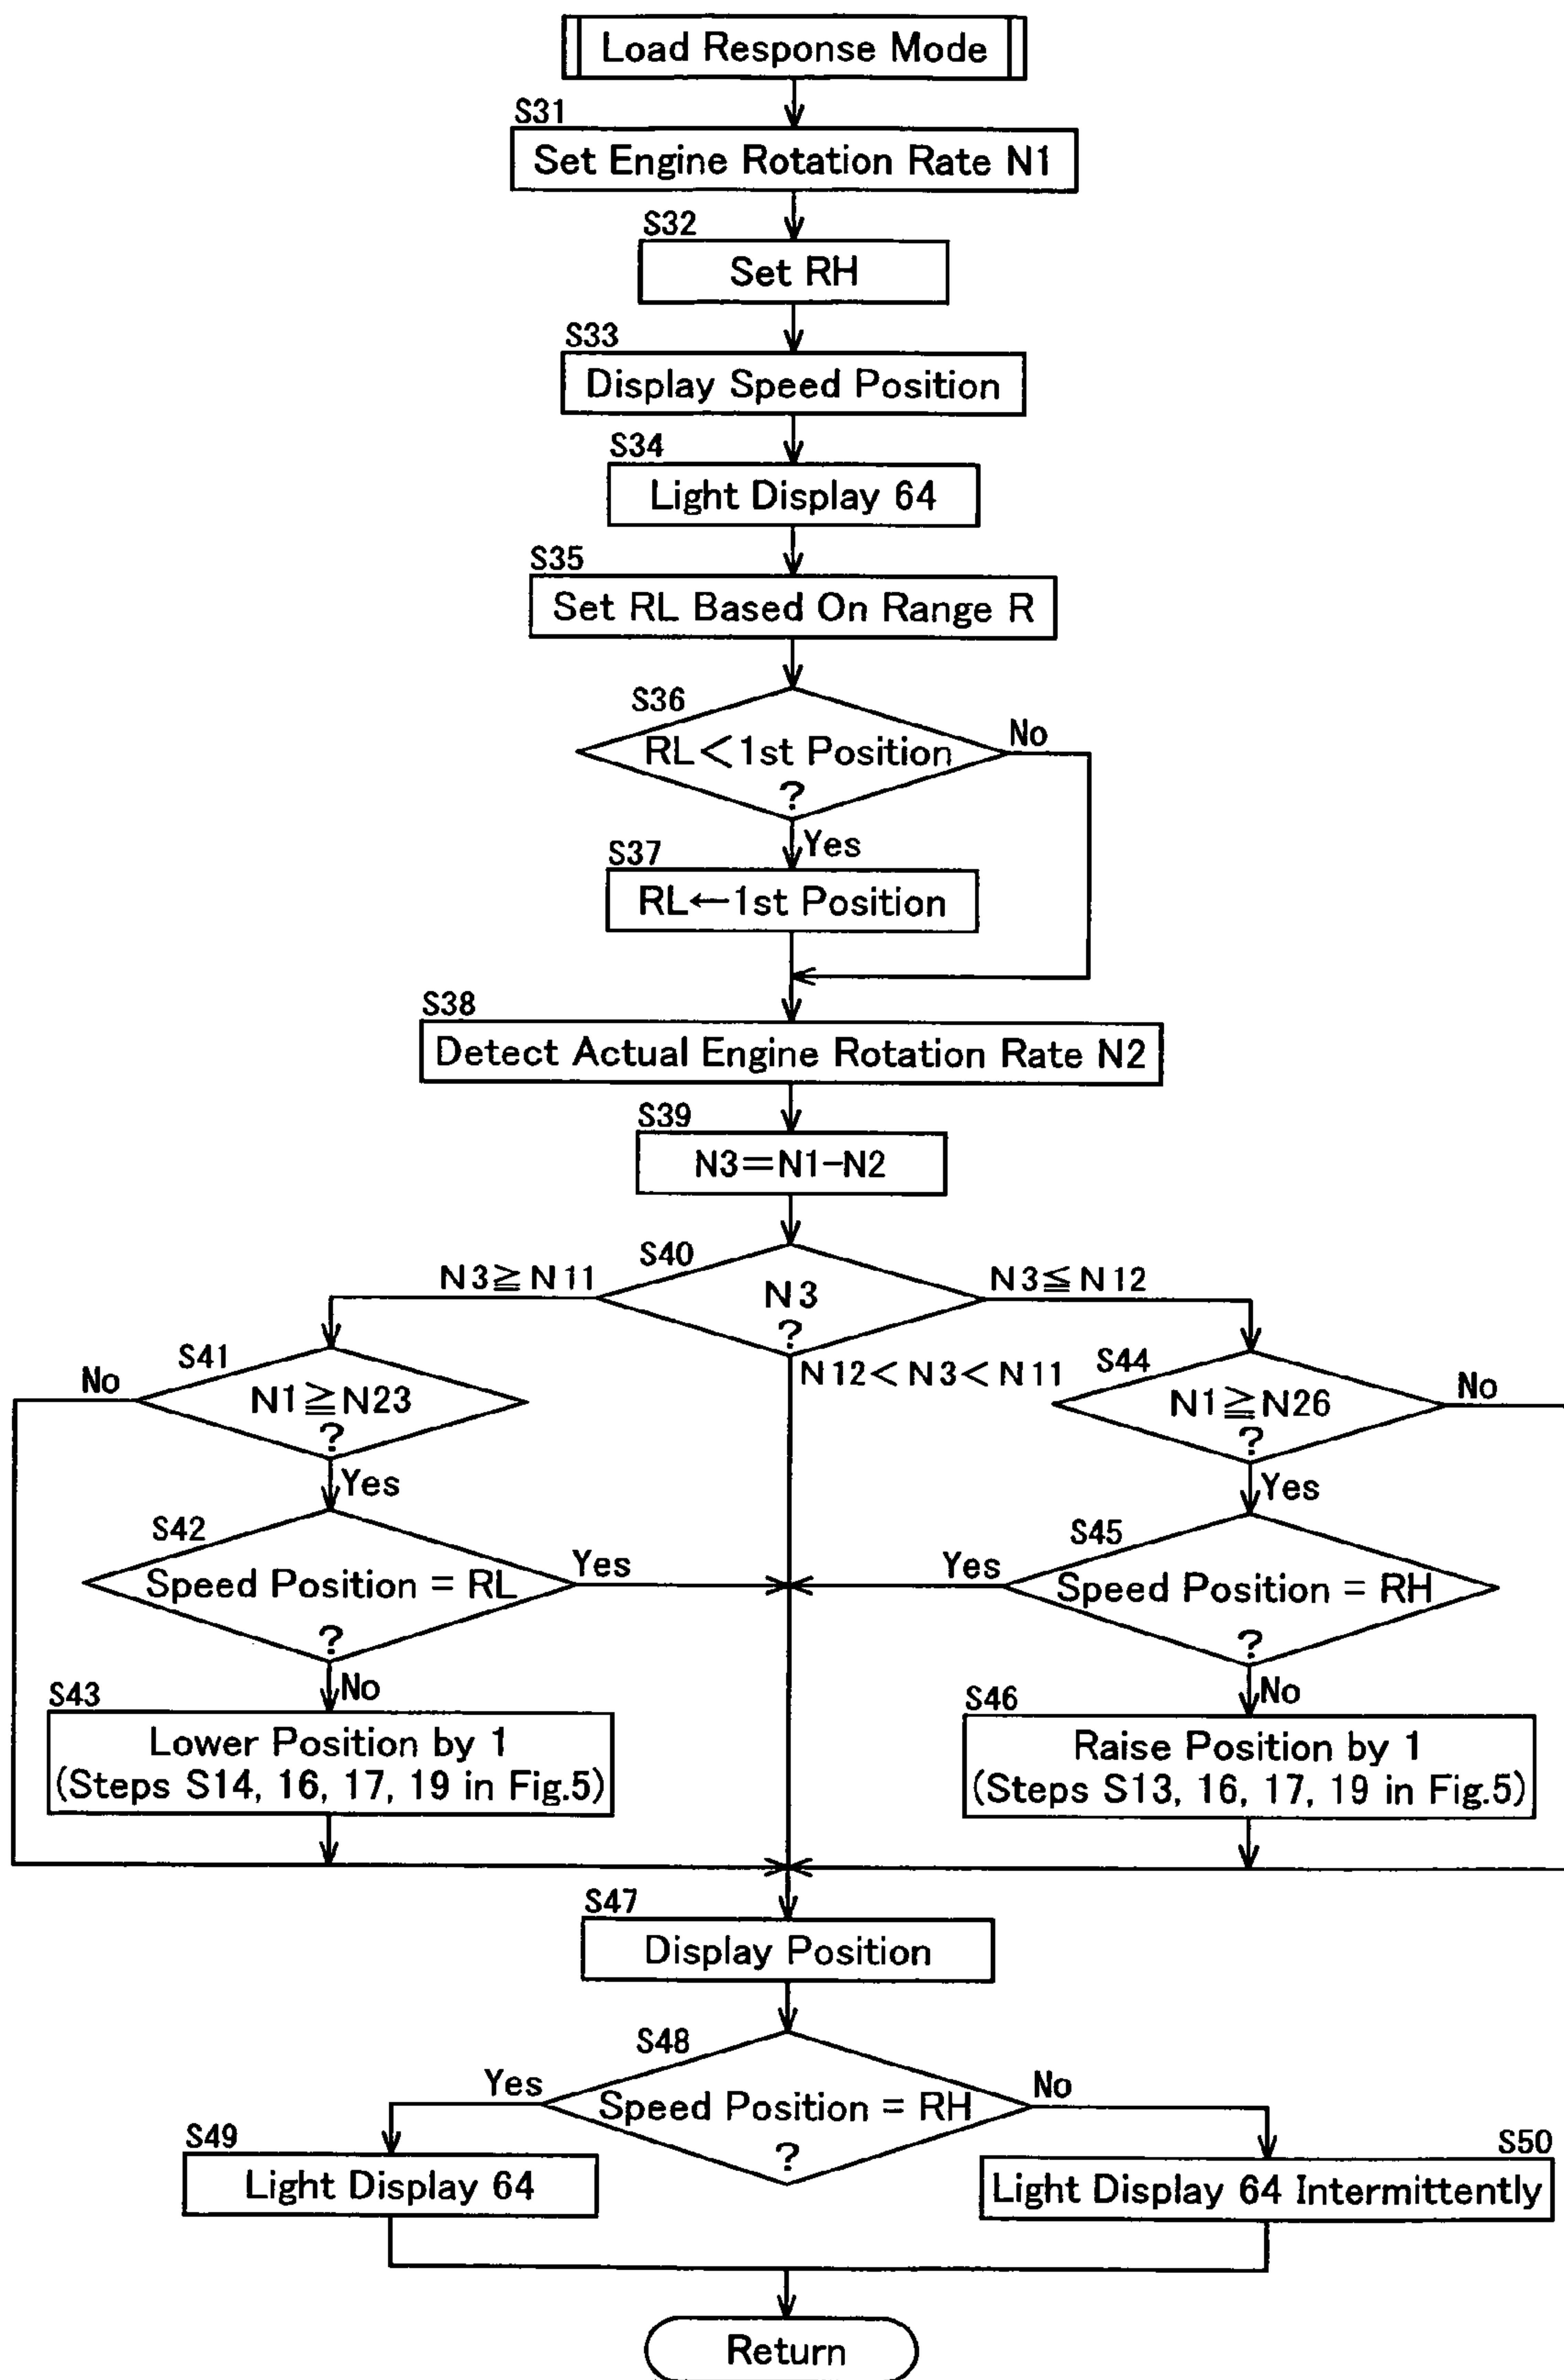 Load Response Mode
S31
Set Engine Rotation Rate N1
S32
Set RH
S33
Display Speed Position
S34
Light Display 64
S35
Set RL Based On Range R
S36
RL<1st Position
?
No
Yes
S37
RL←1st Position
S38
Detect Actual Engine Rotation Rate N2
S39
N3=N1-N2
S40
N3
?
N3≧N11
N3≦N12
N12<N3<N11
S41
N1≧N23
?
No
Yes
S42
Speed Position = RL
?
Yes
No
S43
Lower Position by 1
(Steps S14, 16, 17, 19 in Fig.5)
S44
N1≧N26
?
No
Yes
S45
Speed Position = RH
?
Yes
No
S46
Raise Position by 1
(Steps S13, 16, 17, 19 in Fig.5)
S47
Display Position
S48
Speed Position = RH
?
Yes
No
S49
Light Display 64
S50
Light Display 64 Intermittently
Return